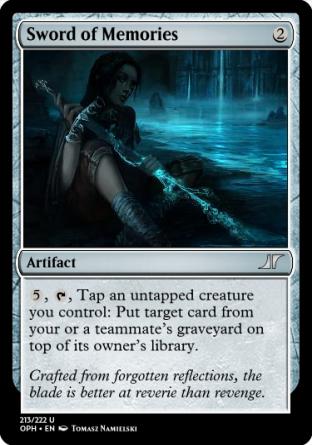 Sword of Memories 2
Artifact
5, T, Tap an untapped creature
you control: Put target card from
your or a teammate's graveyard on
top of its owner's library.
Crafted from forgotten reflections, the
blade is better at reverie than revenge.
213/222 U
OPH • EN Tomasz Namielski